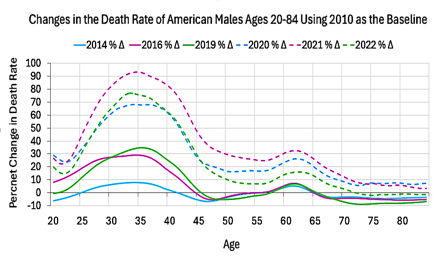 Changes in the Death Rate of American Males Ages 20-84 Using 2010 as the Baseline
2014 % Δ 2016 % Δ 2019 % Δ 2020 % Δ 2021 % Δ 2022 % Δ
Percnet Change in Death Rate
100
90
80
70
60
50
40
30
20
10
0
-10
20 25 30 35 40 45 50 55 60 65 70 75 80
Age